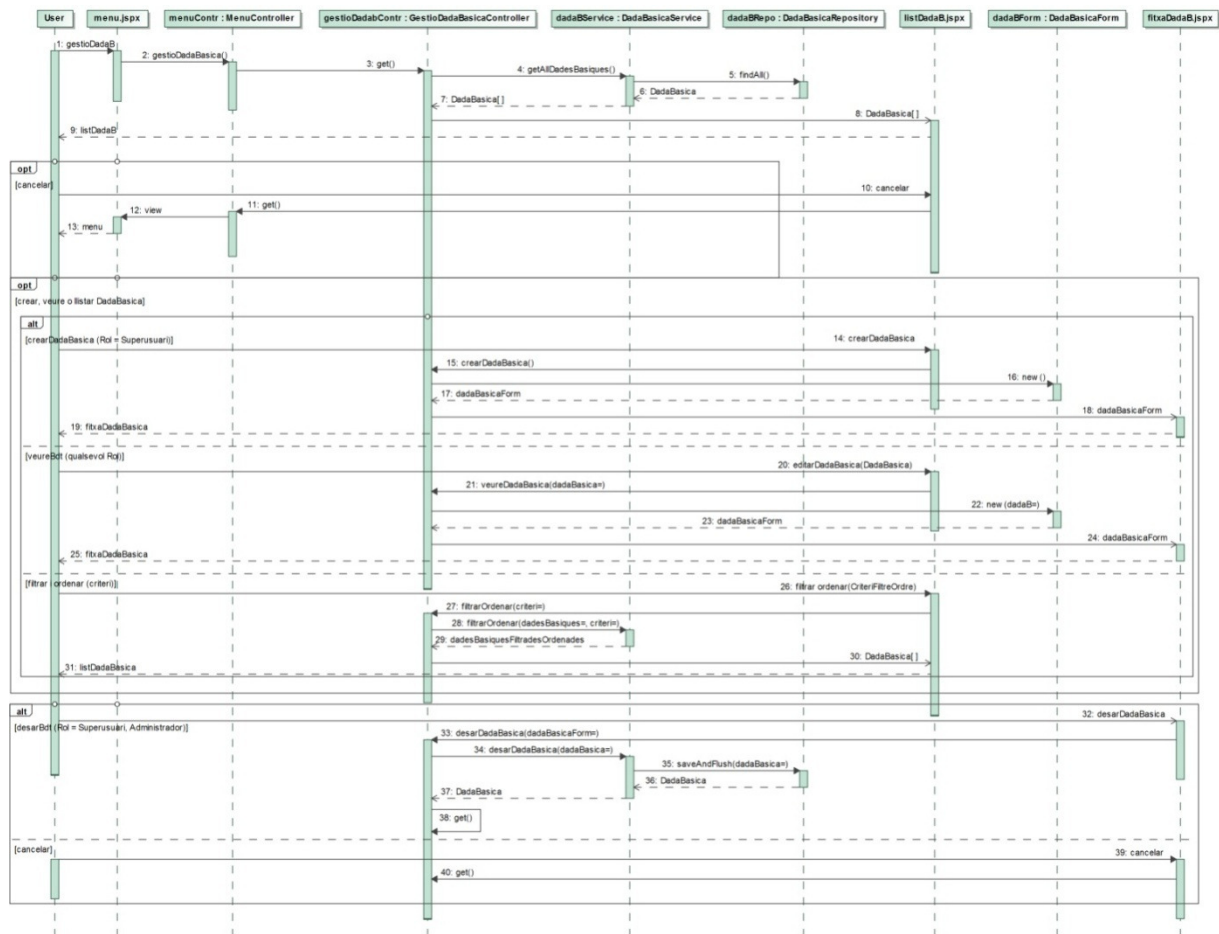 User
menu.jspx
menuContr : MenuController
gestioDadabContr : GestioDadaBasicaController
dadaBService : DadaBasicaService
dadaBRepo : DadaBasicaRepository
listDadaB.jspx
dadaBForm : DadaBasicaForm
fitxaDadaB.jspx
1: gestioDadaB
2: gestioDadaBasica()
3: get()
4: getAllDadesBasiques()
5: findAll()
6: DadaBasica
7: DadaBasica[ ]
8: DadaBasica[ ]
9: listDadaB
opt
[cancelar]
10: cancelar
11: get()
12: view
13: menu
opt
[crear, veure o llistar DadaBasica]
alt
[crearDadaBasica (Rol = Superusuari)]
14: crearDadaBasica
15: crearDadaBasica()
16: new ()
17: dadaBasicaForm
18: dadaBasicaForm
19: fitxaDadaBasica
[veureBdt (qualsevol Rol)]
20: editarDadaBasica(DadaBasica)
21: veureDadaBasica(dadaBasica=)
22: new (dadaB=)
23: dadaBasicaForm
24: dadaBasicaForm
25: fitxaDadaBasica
[filtrar i ordenar (criteri)]
26: filtrar ordenar(CriteriFiltreOrdre)
27: filtrarOrdenar(criteri=)
28: filtrarOrdenar(dadesBasiques=, criteri=)
29: dadesBasiquesFiltradesOrdenades
30: DadaBasica[ ]
31: listDadaBasica
alt
[desarBdt (Rol = Superusuari, Administrador)]
32: desarDadaBasica
33: desarDadaBasica(dadaBasicaForm=)
34: desarDadaBasica(dadaBasica=)
35: saveAndFlush(dadaBasica=)
36: DadaBasica
37: DadaBasica
38: get()
[cancelar]
39: cancelar
40: get()